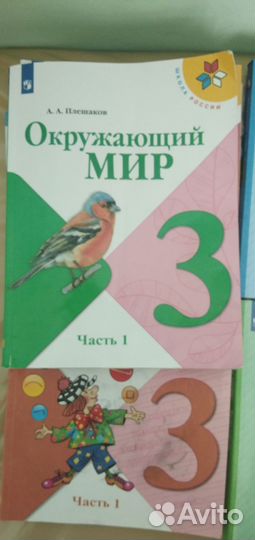 ШКОЛА РОССИИ
А. А. Плешаков
Окружающий
МИР
3
Часть 1
3
Часть 1
Avito